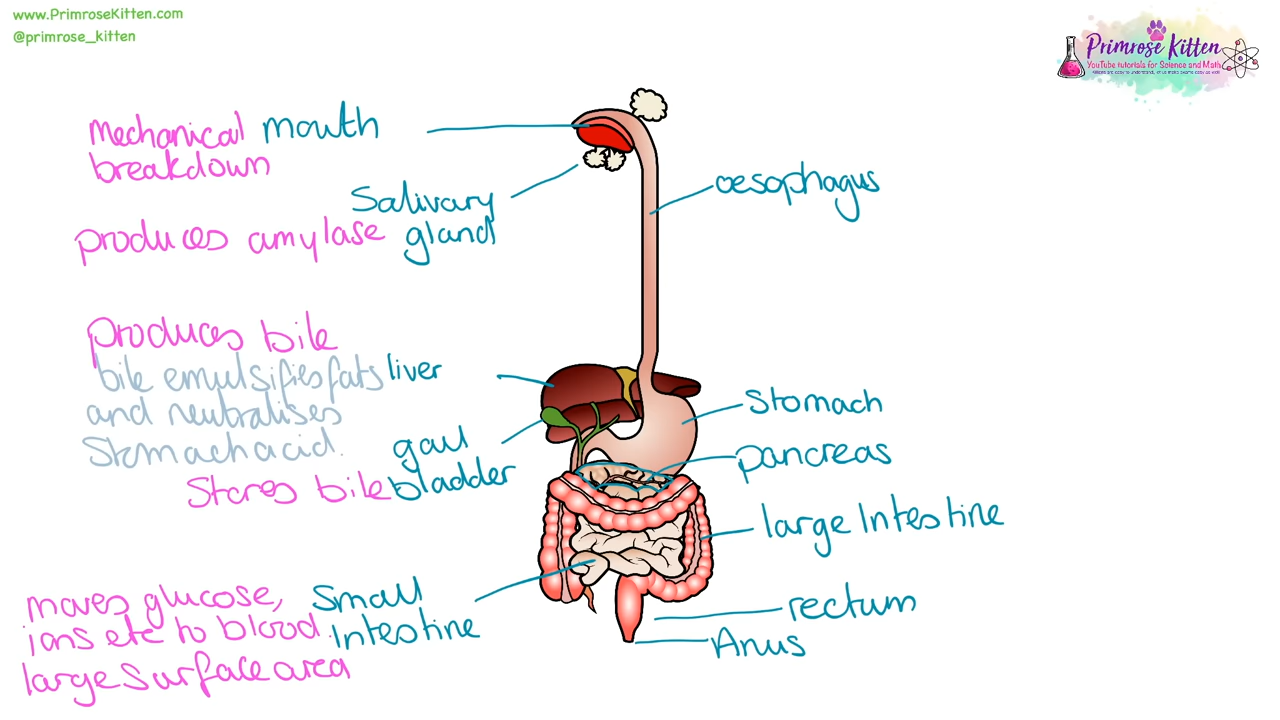 www.PrimroseKitten.com
@primrose_kitten
Primrose Kitten
YouTube tutorials for Science and Math
Mechanical
breakdown
mouth
Salivary
gland
produces amylase
oesophagus
produces bile
bile emulsifies fats
and neutralises
Stomach acid.
liver
gall
bladder
Stores bile
Stomach
pancreas
large Intestine
moves glucose,
ions etc to blood.
large Surface area
Small
Intestine
rectum
Anus